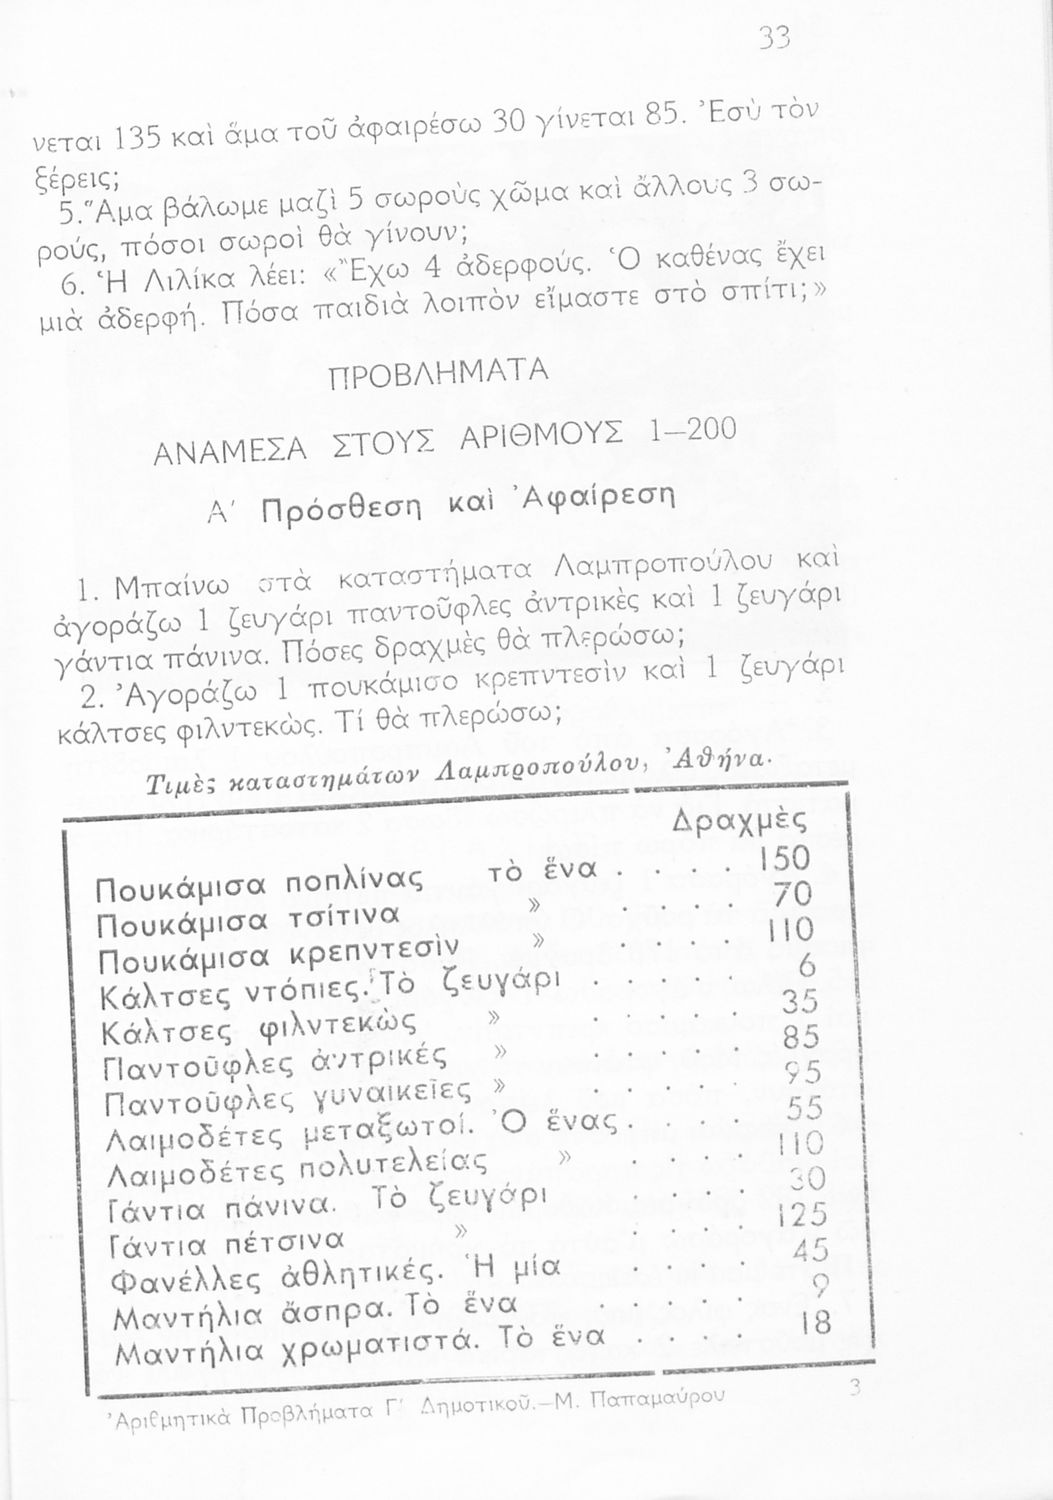 33
νεται 135 καὶ ἅμα τοῦ ἀφαιρέσω 30 γίνεται 85. Ἐσὺ τὸν
ξέρεις;
5. Ἅμα βάλωμε μαζὶ 5 σωροὺς χῶμα καὶ ἄλλους 3 σω-
ρούς, πόσοι σωροὶ θὰ γίνουν;
6. Ἡ Λιλίκα λέει: «Ἔχω 4 ἀδερφούς. Ὁ καθένας ἔχει
μιὰ ἀδερφή. Πόσα παιδιὰ λοιπὸν εἴμαστε στὸ σπίτι;»
ΠΡΟΒΛΗΜΑΤΑ
ΑΝΑΜΕΣΑ ΣΤΟΥΣ ΑΡΙΘΜΟΥΣ 1—200
Α′ Πρόσθεση καὶ Ἀφαίρεση
1. Μπαίνω στὰ καταστήματα Λαμπροπούλου καὶ
ἀγοράζω 1 ζευγάρι παντοῦφλες ἀντρικὲς καὶ 1 ζευγάρι
γάντια πάνινα. Πόσες δραχμὲς θὰ πλερώσω;
2. Ἀγοράζω 1 πουκάμισο κρεπντεσὶν καὶ 1 ζευγάρι
κάλτσες φιλντεκὼς. Τί θὰ πλερώσω;
Τιμὲς καταστημάτων Λαμπροπούλου, Ἀθήνα.
Δραχμὲς
Πουκάμισα ποπλίνας τὸ ἕνα . . . . 150
Πουκάμισα τσίτινα » . . . . 70
Πουκάμισα κρεπντεσὶν » . . . . 110
Κάλτσες ντόπιες. Τὸ ζευγάρι . . . . . 6
Κάλτσες φιλντεκὼς » . . . . . 35
Παντοῦφλες ἀντρικές » . . . . . 85
Παντοῦφλες γυναικεῖες » . . . . . 95
Λαιμοδέτες μεταξωτοί. Ὁ ἕνας . . . . 55
Λαιμοδέτες πολυτελείας » . . . . 110
Γάντια πάνινα. Τὸ ζευγάρι . . . . 30
Γάντια πέτσινα » . . . . 125
Φανέλλες ἀθλητικές. Ἡ μία . . . . 45
Μαντήλια ἄσπρα. Τὸ ἕνα . . . . . 9
Μαντήλια χρωματιστά. Τὸ ἕνα . . . . 18
Ἀριθμητικὰ Προβλήματα Γ′ Δημοτικοῦ.—Μ. Παπαμαύρου 3